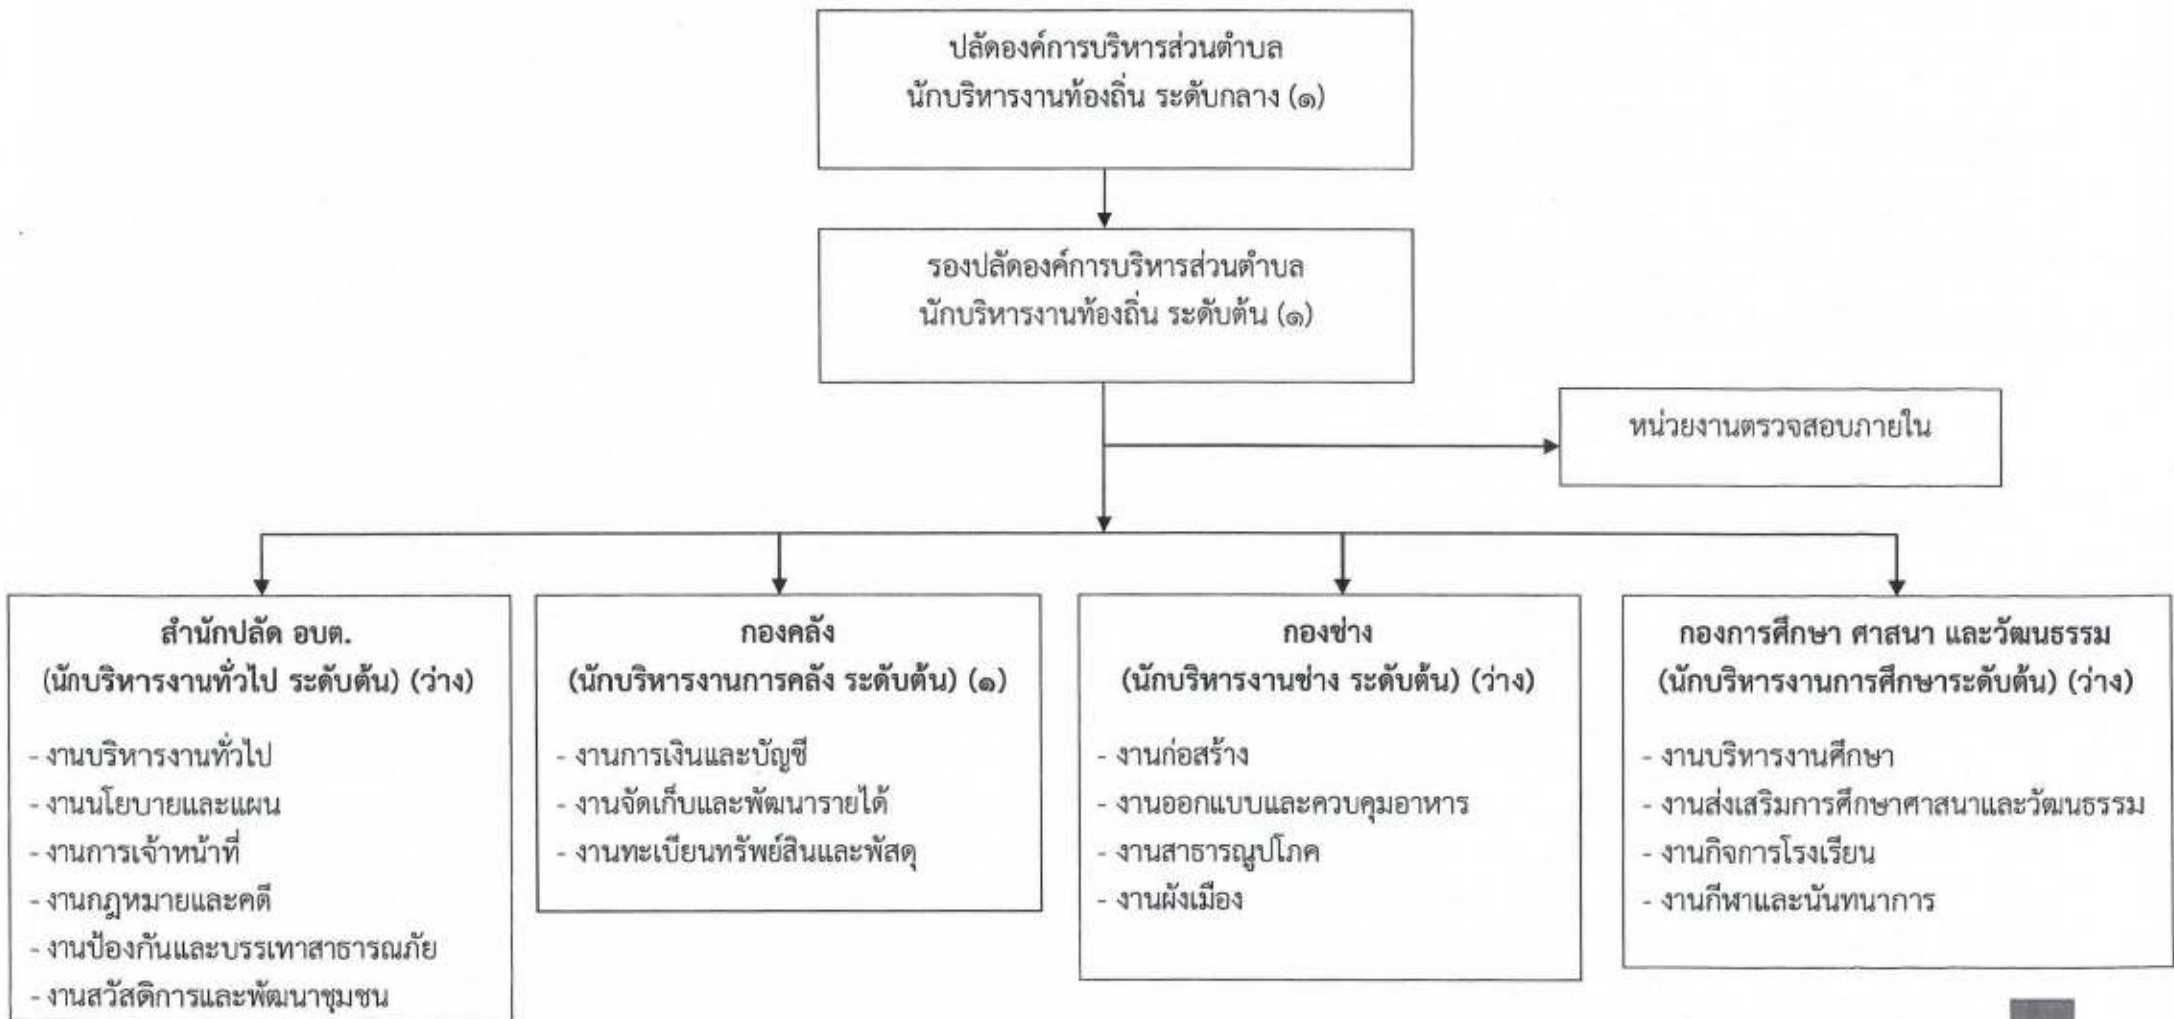 ปลัดองค์การบริหารส่วนตำบล
นักบริหารงานท้องถิ่น ระดับกลาง (๑)
รองปลัดองค์การบริหารส่วนตำบล
นักบริหารงานท้องถิ่น ระดับต้น (๑)
หน่วยงานตรวจสอบภายใน
สำนักปลัด อบต.
(นักบริหารงานทั่วไป ระดับต้น) (ว่าง)
- งานบริหารงานทั่วไป
- งานนโยบายและแผน
- งานการเจ้าหน้าที่
- งานกฎหมายและคดี
- งานป้องกันและบรรเทาสาธารณภัย
- งานสวัสดิการและพัฒนาชุมชน
กองคลัง
(นักบริหารงานการคลัง ระดับต้น) (๑)
- งานการเงินและบัญชี
- งานจัดเก็บและพัฒนารายได้
- งานทะเบียนทรัพย์สินและพัสดุ
กองช่าง
(นักบริหารงานช่าง ระดับต้น) (ว่าง)
- งานก่อสร้าง
- งานออกแบบและควบคุมอาหาร
- งานสาธารณูปโภค
- งานผังเมือง
กองการศึกษา ศาสนา และวัฒนธรรม
(นักบริหารงานการศึกษาระดับต้น) (ว่าง)
- งานบริหารงานศึกษา
- งานส่งเสริมการศึกษาศาสนาและวัฒนธรรม
- งานกิจการโรงเรียน
- งานกีฬาและนันทนาการ